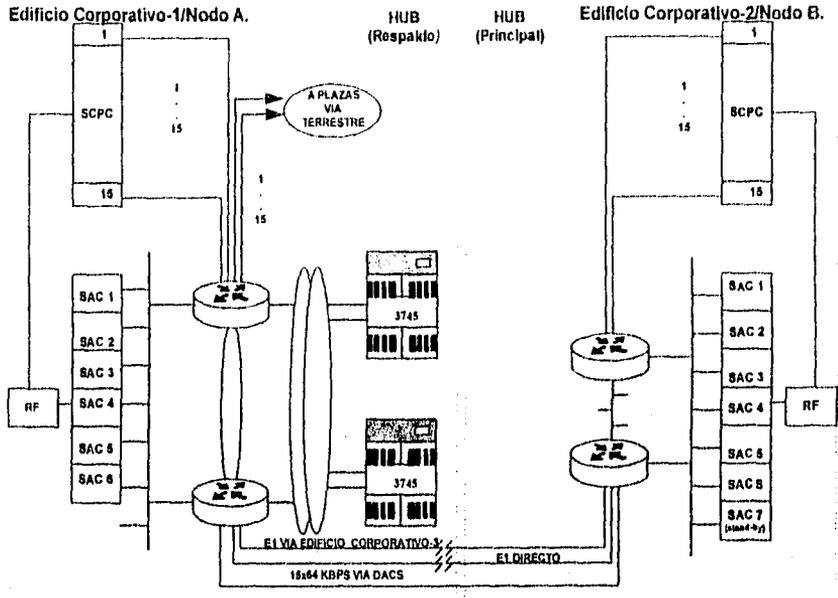 Edificio Corporativo-1/Nodo A.
HUB
(Respaldo)
HUB
(Principal)
Edificio Corporativo-2/Nodo B.
1
SCPC
15
1
.
.
15
A PLAZAS
VIA
TERRESTRE
1
.
.
15
1
.
.
15
1
SCPC
15
SAC 1
SAC 2
SAC 3
SAC 4
SAC 5
SAC 6
RF
3745
3745
SAC 1
SAC 2
SAC 3
SAC 4
SAC 5
SAC 6
SAC 7
(stand-by)
RF
E1 VIA EDIFICIO CORPORATIVO-3
E1 DIRECTO
15x64 KBPS VIA DACS